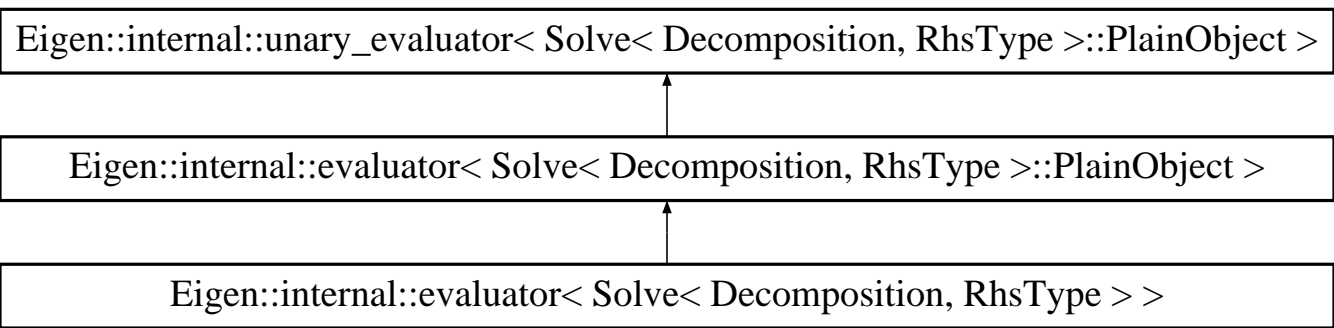 Eigen::internal::unary_evaluator< Solve< Decomposition, RhsType >::PlainObject >
Eigen::internal::evaluator< Solve< Decomposition, RhsType >::PlainObject >
Eigen::internal::evaluator< Solve< Decomposition, RhsType > >